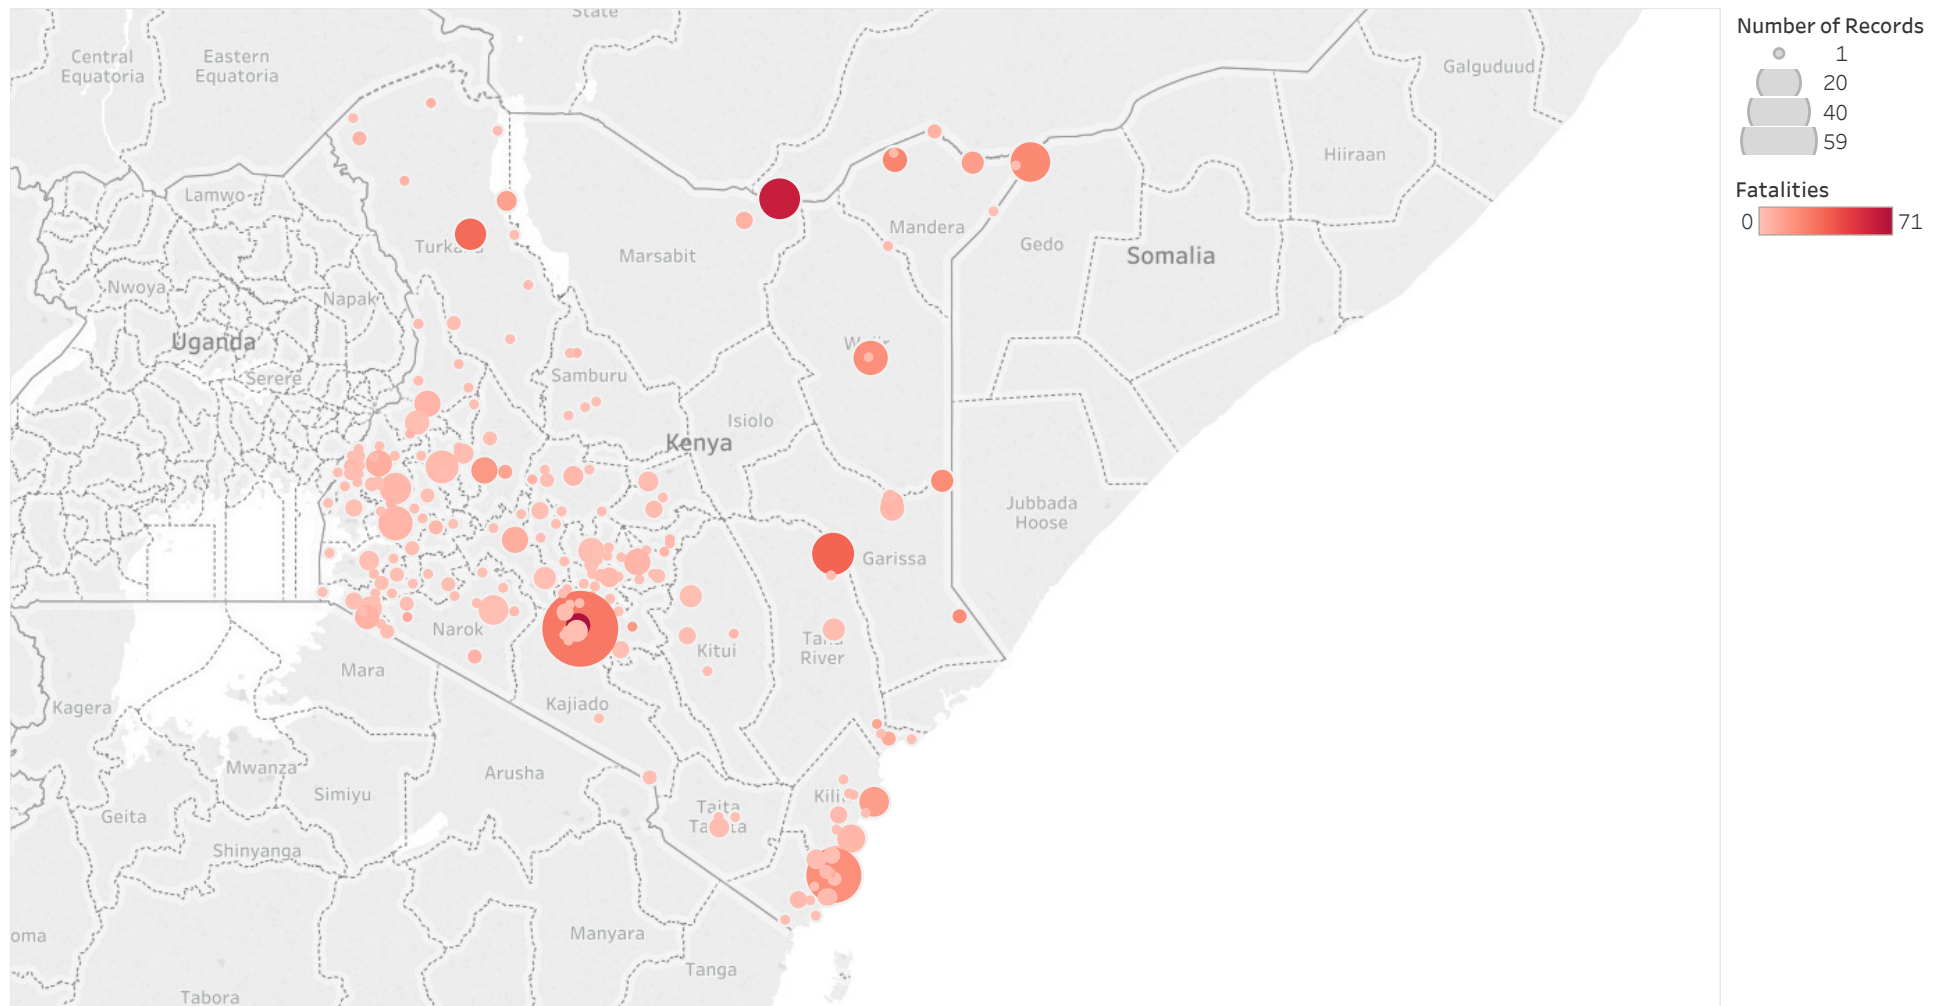 State
Central
Equatoria
Eastern
Equatoria
Galguduud
Hiiraan
Lamwo
Mandera
Gedo
Somalia
Marsabit
Nwoya
Napak
Uganda
Serere
Samburu
Isiolo
Kenya
Jubbada
Hoose
Garissa
Narok
Kitui
River
Mara
Kajiado
Kagera
Mwanza
Arusha
Simiyu
Geita
Taita
Shinyanga
Manyara
oma
Tanga
Tabora
Number of Records
1
20
40
59
Fatalities
0
71